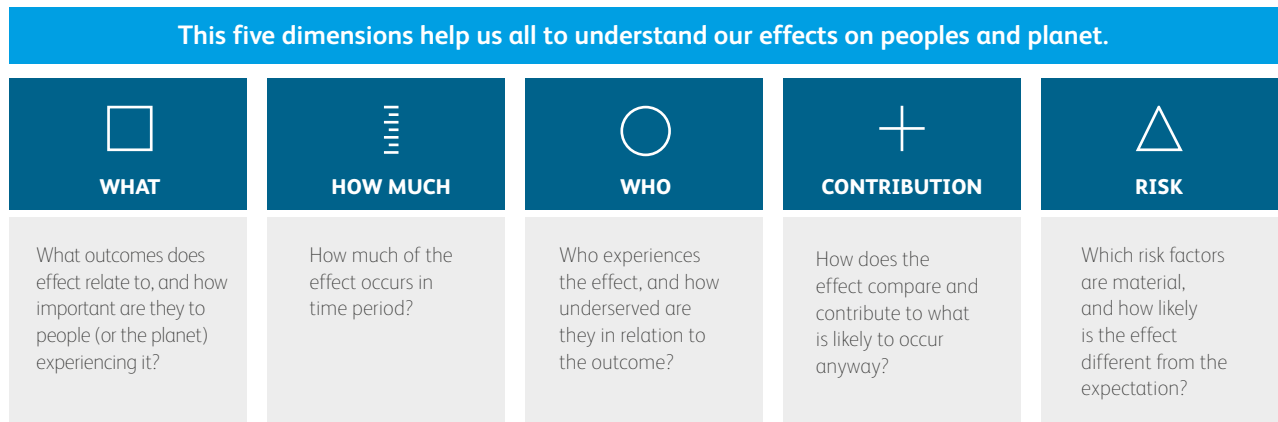 This five dimensions help us all to understand our effects on peoples and planet.
WHAT
What outcomes does
effect relate to, and how
important are they to
people (or the planet)
experiencing it?
HOW MUCH
How much of the
effect occurs in
time period?
WHO
Who experiences
the effect, and how
underserved are
they in relation to
the outcome?
CONTRIBUTION
How does the
effect compare and
contribute to what
is likely to occur
anyway?
RISK
Which risk factors
are material,
and how likely
is the effect
different from the
expectation?